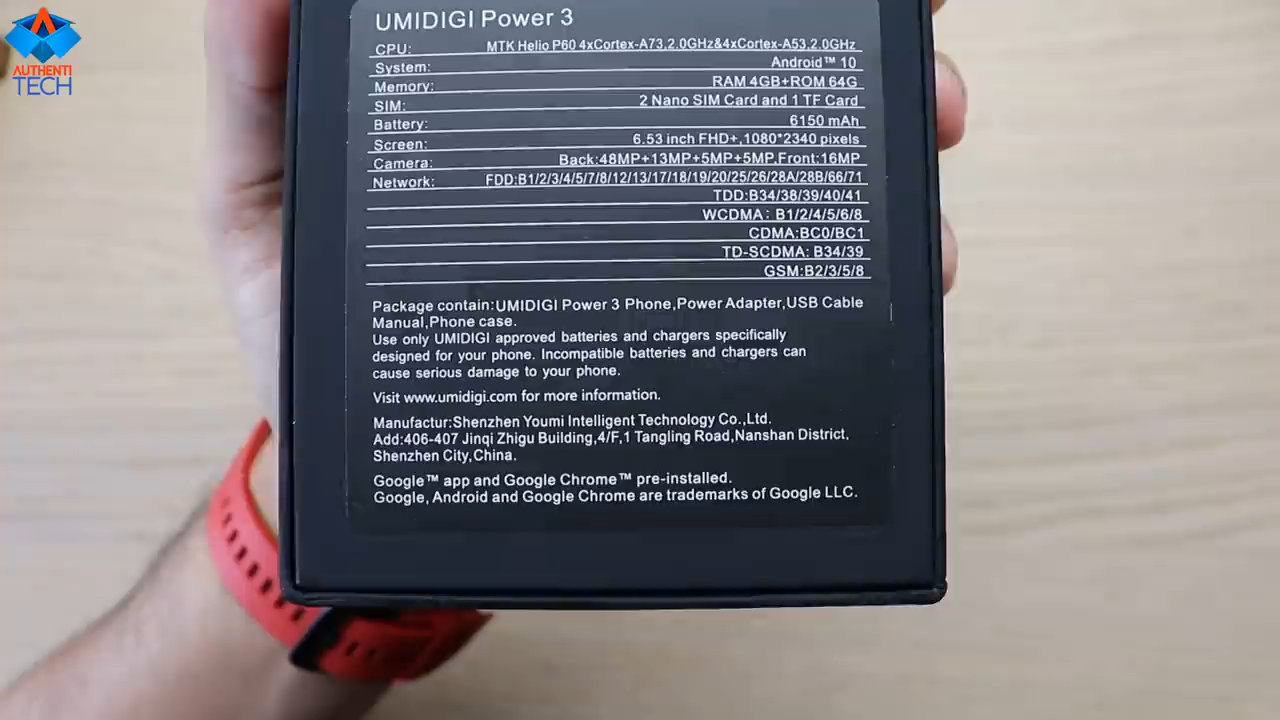 AUTHENTI
TECH
UMIDIGI Power 3
CPU: MTK Helio P60 4xCortex-A73,2.0GHz&4xCortex-A53,2.0GHz
System: Android™ 10
Memory: RAM 4GB+ROM 64G
SIM: 2 Nano SIM Card and 1 TF Card
Battery: 6150 mAh
Screen: 6.53 inch FHD+,1080*2340 pixels
Camera: Back:48MP+13MP+5MP+5MP,Front:16MP
Network: FDD:B1/2/3/4/5/7/8/12/13/17/18/19/20/25/26/28A/28B/66/71
TDD:B34/38/39/40/41
WCDMA: B1/2/4/5/6/8
CDMA:BC0/BC1
TD-SCDMA: B34/39
GSM:B2/3/5/8
Package contain:UMIDIGI Power 3 Phone,Power Adapter,USB Cable
Manual,Phone case.
Use only UMIDIGI approved batteries and chargers specifically
designed for your phone. Incompatible batteries and chargers can
cause serious damage to your phone.
Visit www.umidigi.com for more information.
Manufactur:Shenzhen Youmi Intelligent Technology Co.,Ltd.
Add:406-407 Jinqi Zhigu Building,4/F,1 Tangling Road,Nanshan District,
Shenzhen City,China.
Google™ app and Google Chrome™ pre-installed.
Google, Android and Google Chrome are trademarks of Google LLC.